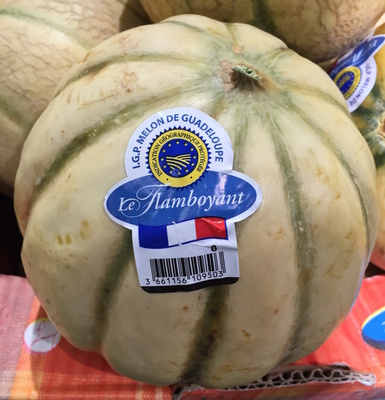 I.G.P. MELON DE GUADELOUPE
INDICATION GÉOGRAPHIQUE PROTÉGÉE
Le Flamboyant
8
3 661156 109503